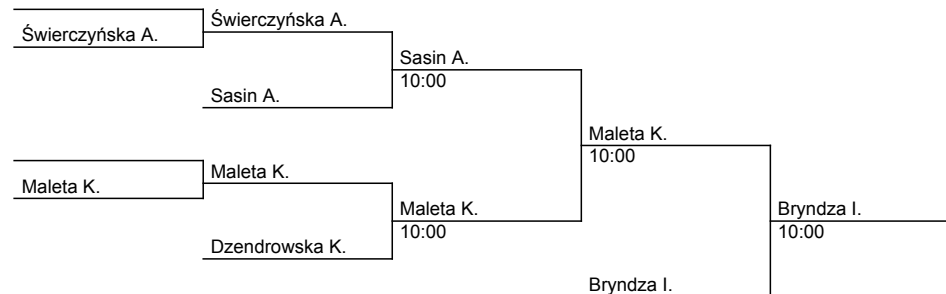 Świerczyńska A.
Świerczyńska A.
Sasin A.
10:00
Sasin A.
Maleta K.
10:00
Maleta K.
Maleta K.
Maleta K.
10:00
Bryndza I.
10:00
Dzendrowska K.
Bryndza I.